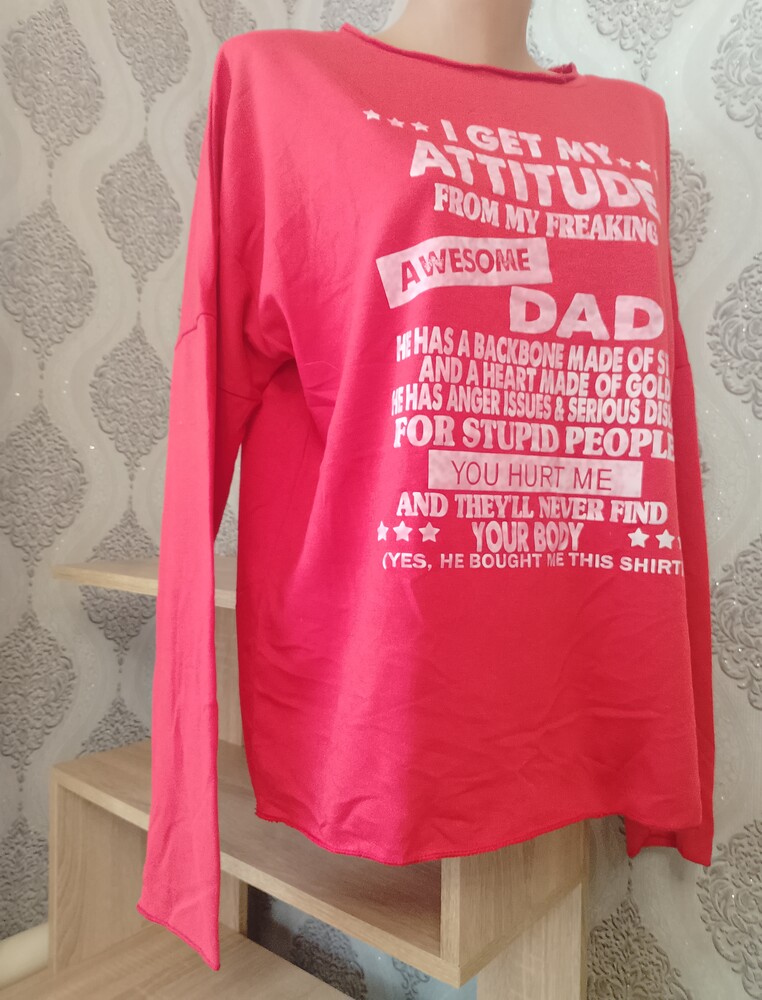 I GET MY
ATTITUDE
FROM MY FREAKING
AWESOME
DAD
HE HAS A BACKBONE MADE OF
AND A HEART MADE OF GOLD
HE HAS ANGER ISSUES & SERIOUS
FOR STUPID PEOPLE
YOU HURT ME
AND THEY'LL NEVER FIND
YOUR BODY
(YES, HE BOUGHT ME THIS SHIRT